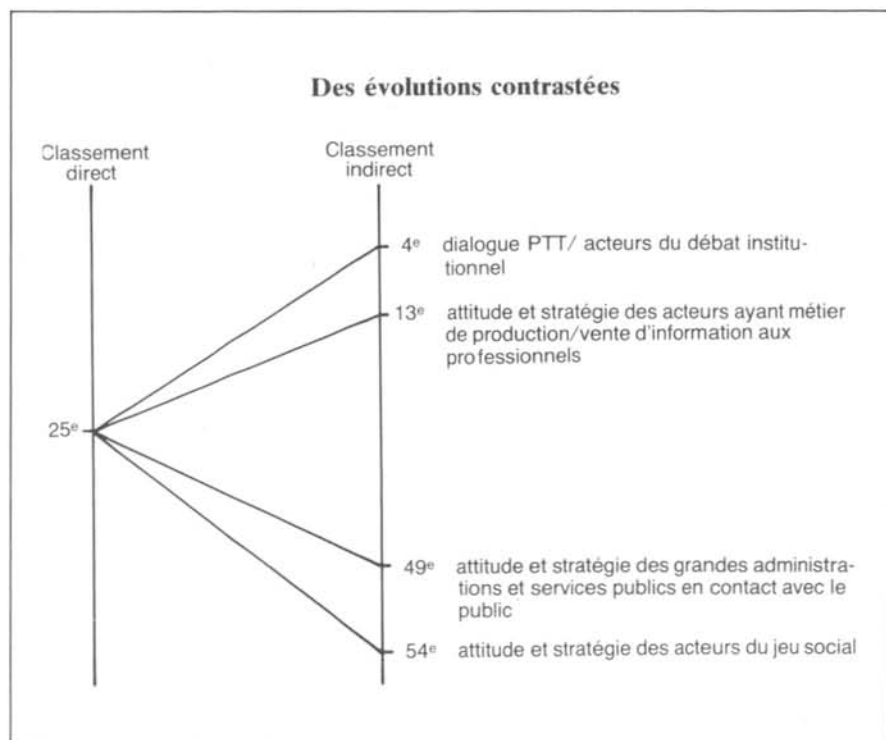 Des évolutions contrastées
Classement
direct
Classement
indirect
4e dialogue PTT/ acteurs du débat institu-
tionnel
13e attitude et stratégie des acteurs ayant métier
de production/vente d'information aux
professionnels
25e
49e attitude et stratégie des grandes administra-
tions et services publics en contact avec le
public
54e attitude et stratégie des acteurs du jeu social